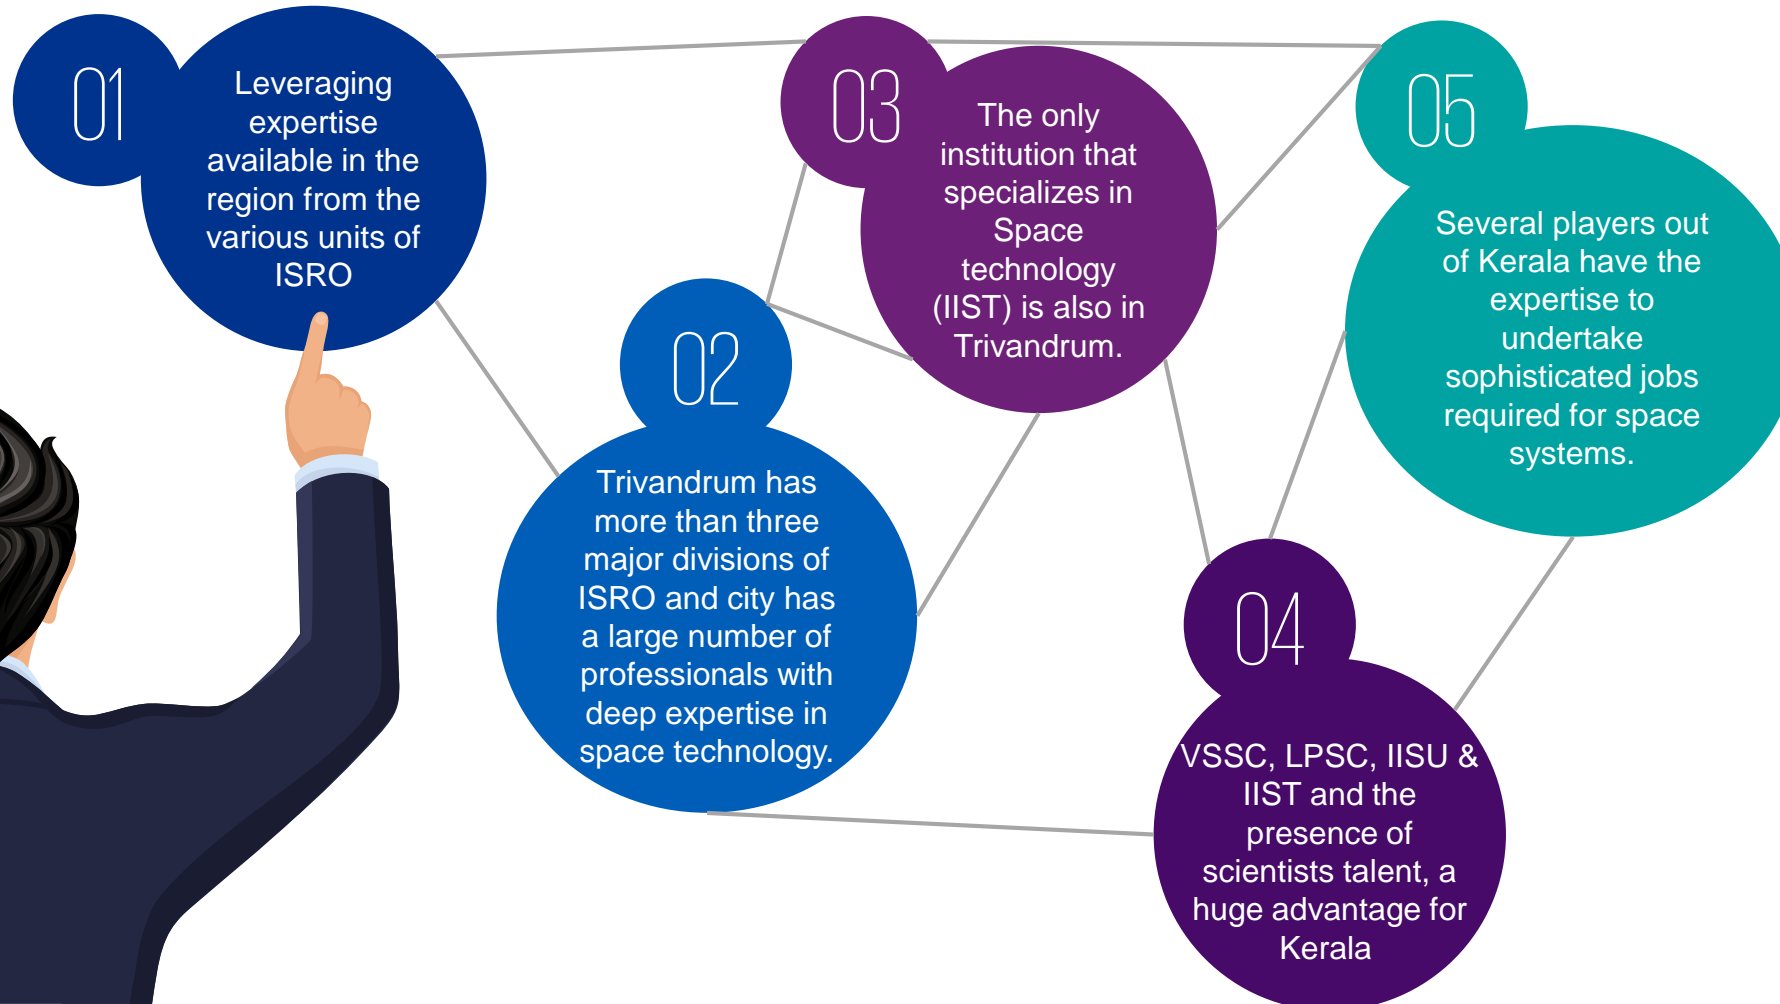 01
Leveraging
expertise
available in the
region from the
various units of
ISRO
02
Trivandrum has
more than three
major divisions of
ISRO and city has
a large number of
professionals with
deep expertise in
space technology.
03
The only
institution that
specializes in
Space
technology
(IIST) is also in
Trivandrum.
04
VSSC, LPSC, IISU &
IIST and the
presence of
scientists talent, a
huge advantage for
Kerala
05
Several players out
of Kerala have the
expertise to
undertake
sophisticated jobs
required for space
systems.